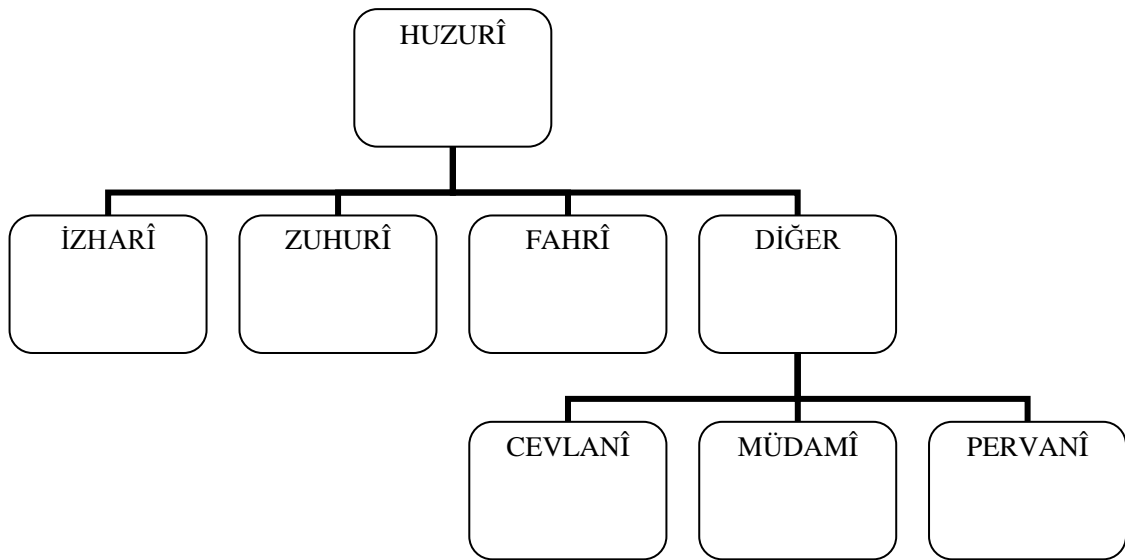 HUZURÎ
İZHARÎ
ZUHURÎ
FAHRÎ
DİĞER
CEVLANÎ
MÜDAMÎ
PERVANÎ